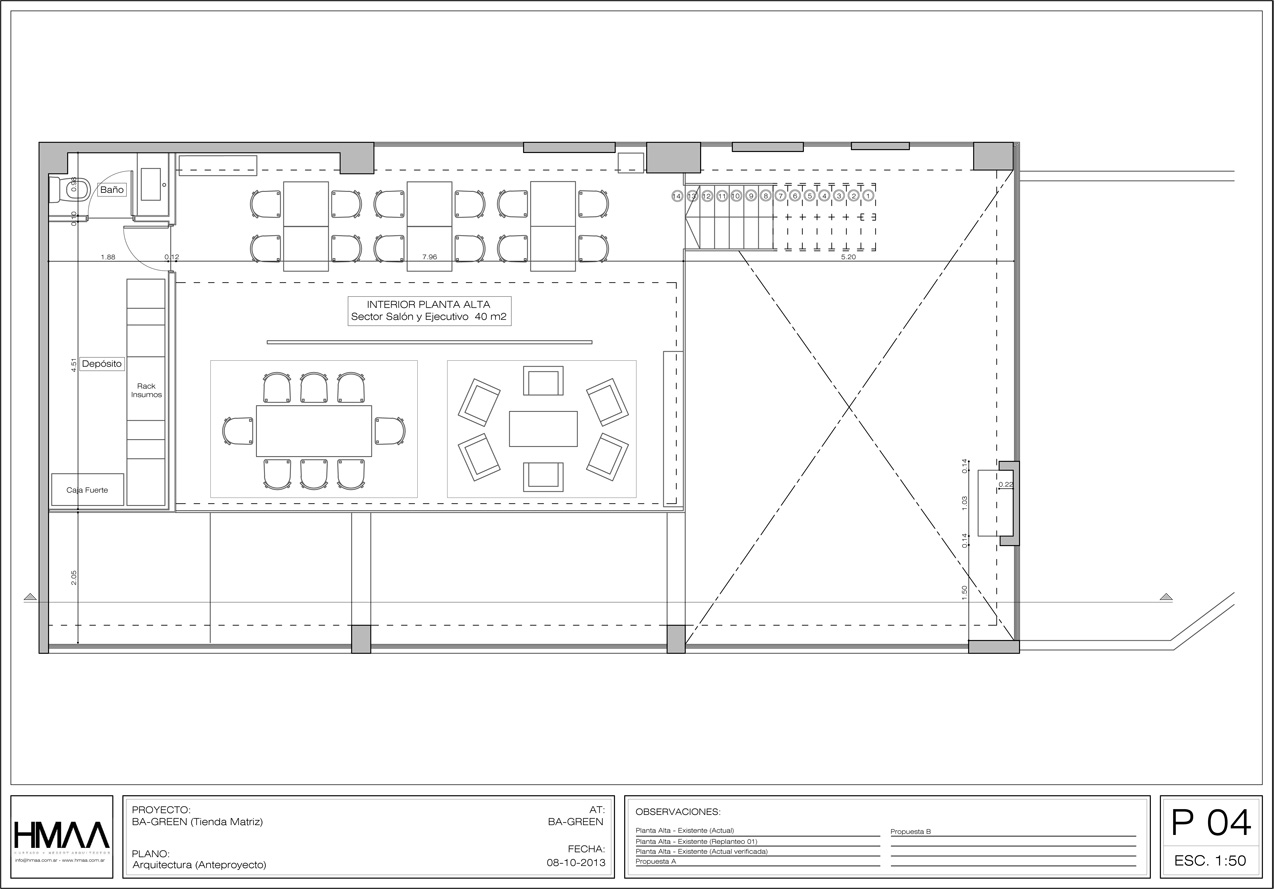 0.98
Baño
0.10
14 13 12 11 10 9 8 7 6 5 4 3 2 1
1.88
0.12
7.96
5.20
INTERIOR PLANTA ALTA
Sector Salón y Ejecutivo 40 m2
4.51
Depósito
Rack
Insumos
Caja Fuerte
0.14
0.22
1.03
0.14
2.05
1.50
HMAA
info@hmaa.com.ar - www.hmaa.com.ar
PROYECTO:
BA-GREEN (Tienda Matriz)
PLANO:
Arquitectura (Anteproyecto)
AT:
BA-GREEN
FECHA:
08-10-2013
OBSERVACIONES:
Planta Alta - Existente (Actual)
Planta Alta - Existente (Replanteo 01)
Planta Alta - Existente (Actual verificada)
Propuesta A
Propuesta B
P 04
ESC. 1:50